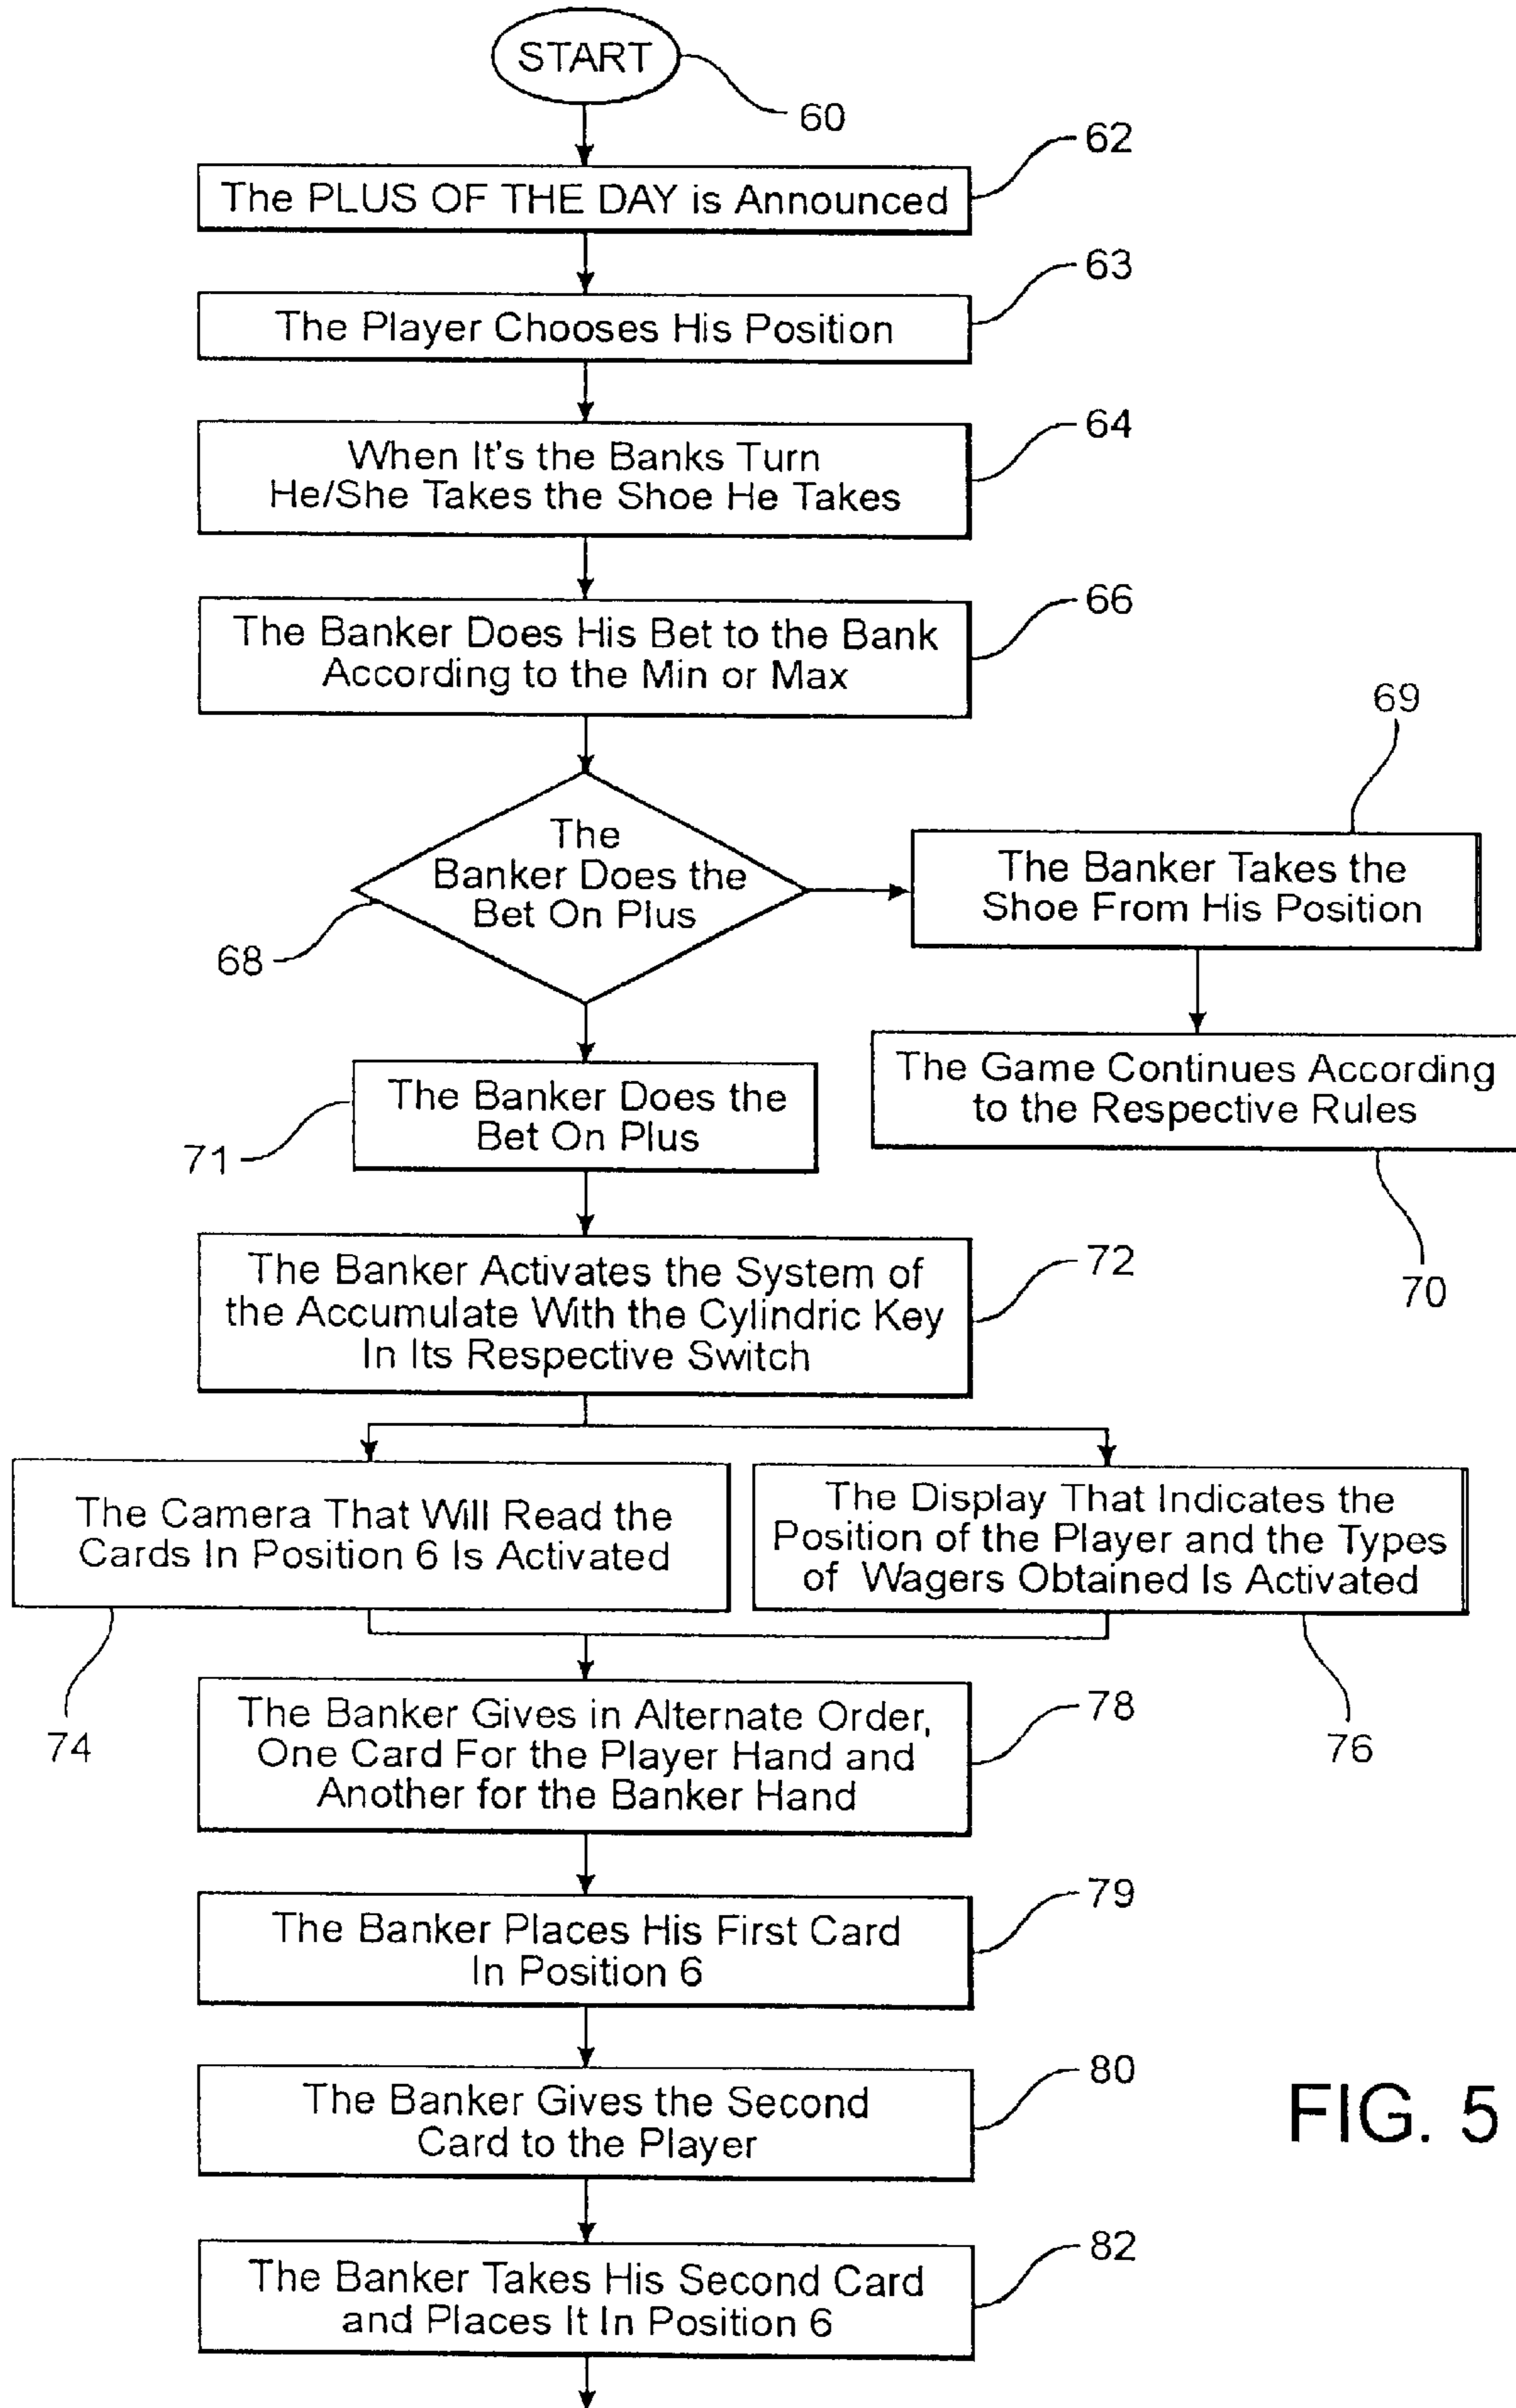 START
60
The PLUS OF THE DAY is Announced
62
The Player Chooses His Position
63
When It's the Banks Turn
He/She Takes the Shoe He Takes
64
The Banker Does His Bet to the Bank
According to the Min or Max
66
The
Banker Does the
Bet On Plus
68
69
The Banker Takes the
Shoe From His Position
The Game Continues According
to the Respective Rules
70
The Banker Does the
Bet On Plus
71
The Banker Activates the System of
the Accumulate With the Cylindric Key
In Its Respective Switch
72
The Camera That Will Read the
Cards In Position 6 Is Activated
74
The Display That Indicates the
Position of the Player and the Types
of Wagers Obtained Is Activated
76
The Banker Gives in Alternate Order,
One Card For the Player Hand and
Another for the Banker Hand
78
The Banker Places His First Card
In Position 6
79
The Banker Gives the Second
Card to the Player
80
The Banker Takes His Second Card
and Places It In Position 6
82
FIG. 5